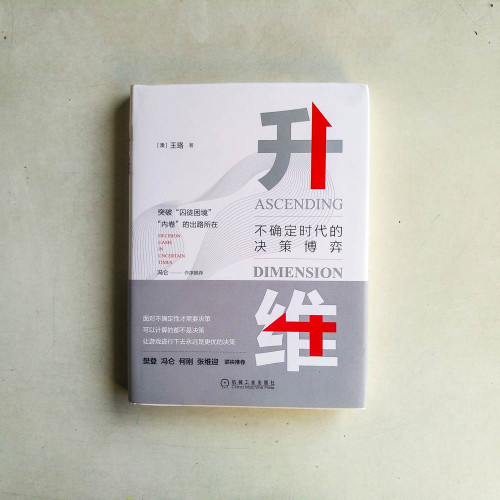 升
[澳] 王珞 著
ASCENDING
突破“囚徒困境”
“内卷”的出路所在
不确定时代的
决策博弈
DECISION
GAME
IN
UNCERTAIN
TIMES
DIMENSION
冯仑 作序推荐
维
面对不确定性才需要决策
可以计算的都不是决策
让游戏进行下去永远是更优的决策
樊登 冯仑 何刚 张维迎 联袂推荐
机械工业出版社
China Machine Press